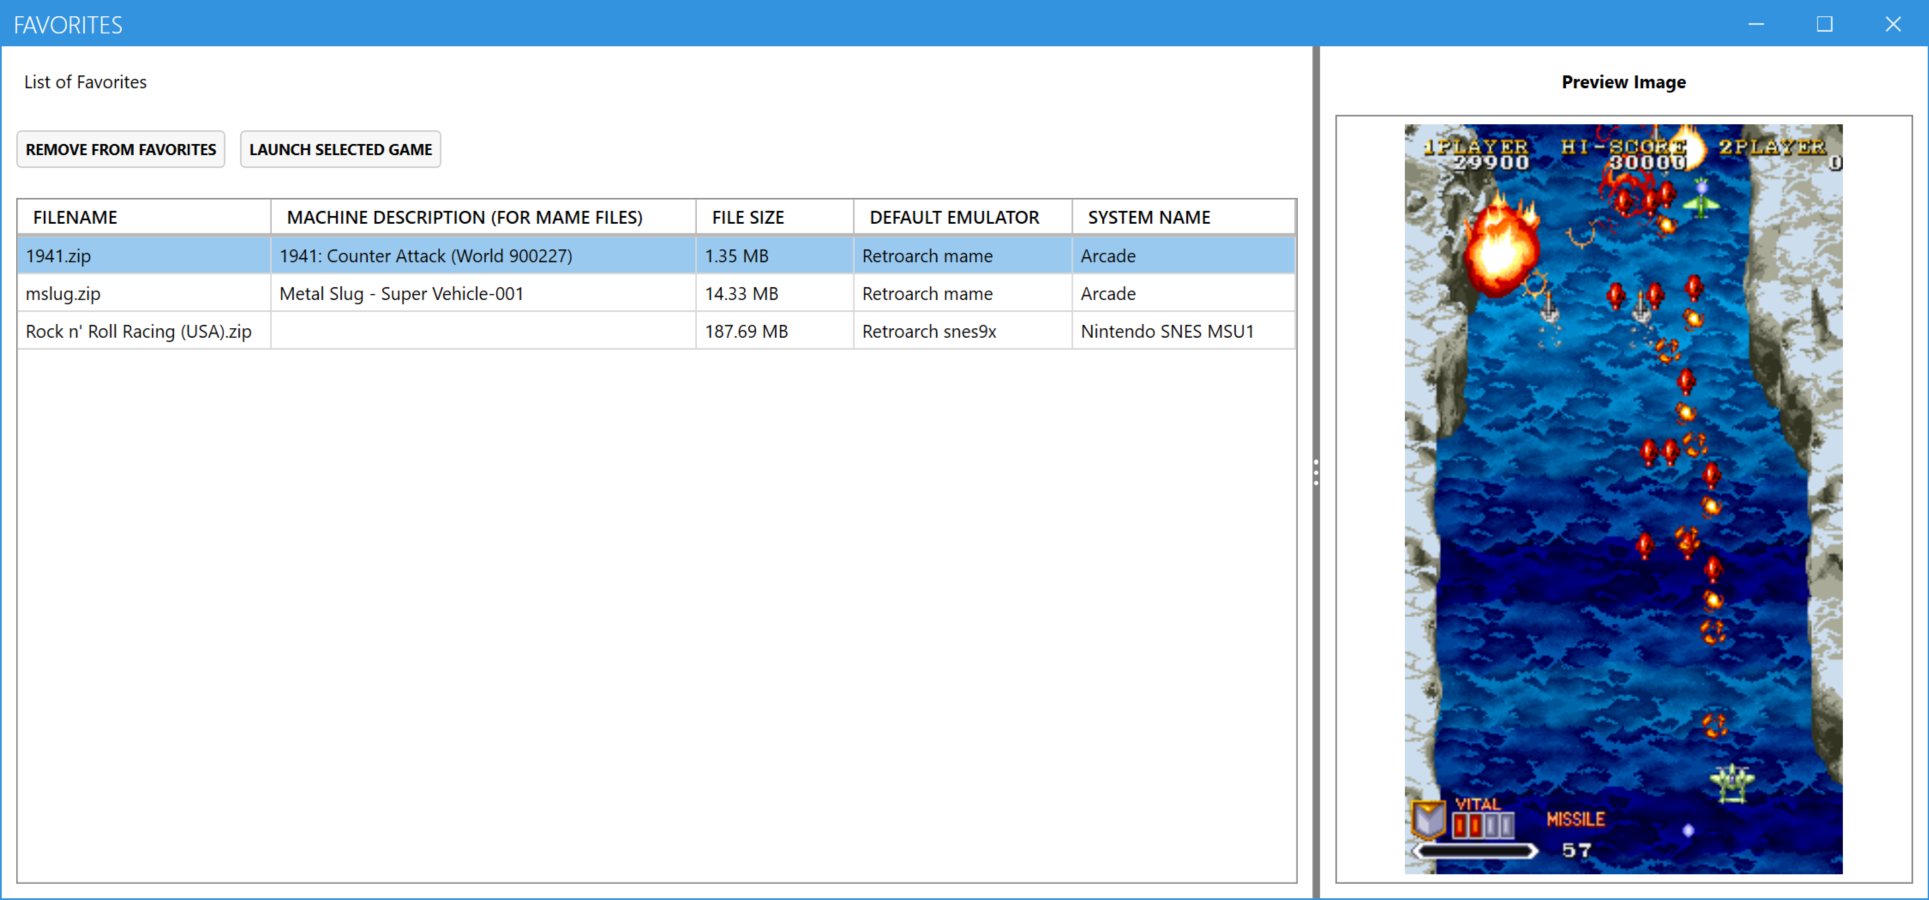 FAVORITES
List of Favorites
REMOVE FROM FAVORITES LAUNCH SELECTED GAME
FILENAME MACHINE DESCRIPTION (FOR MAME FILES) FILE SIZE DEFAULT EMULATOR SYSTEM NAME
1941.zip 1941: Counter Attack (World 900227) 1.35 MB Retroarch mame Arcade
mslug.zip Metal Slug - Super Vehicle-001 14.33 MB Retroarch mame Arcade
Rock n' Roll Racing (USA).zip 187.69 MB Retroarch snes9x Nintendo SNES MSU1
Preview Image
1PLAYER HI-SCORE 2PLAYER
29900 30000 0
VITAL
MISSILE
57